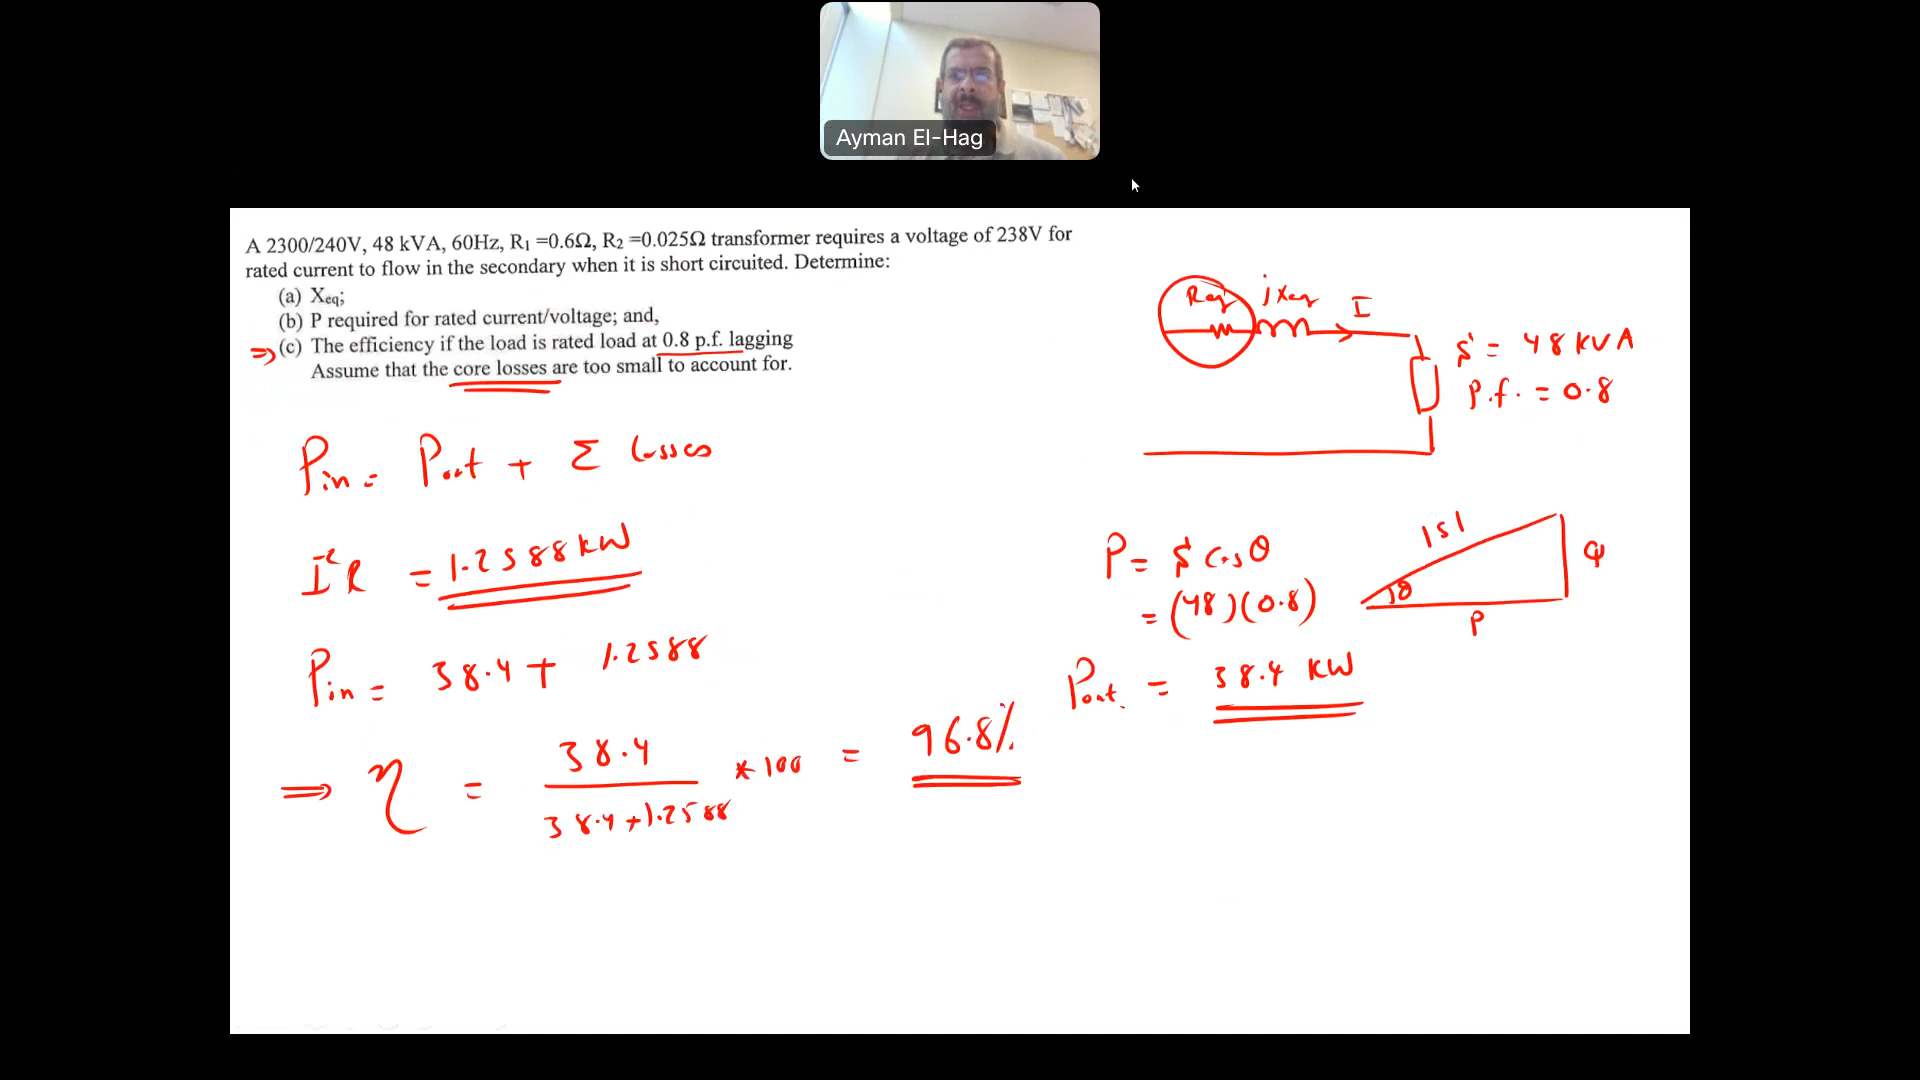 Ayman El-Hag
A 2300/240V, 48 kVA, 60Hz, R₁ =0.6Ω, R₂ =0.025Ω transformer requires a voltage of 238V for
rated current to flow in the secondary when it is short circuited. Determine:
(a) Xeq;
(b) P required for rated current/voltage; and,
⇒ (c) The efficiency if the load is rated load at 0.8 p.f. lagging
Assume that the core losses are too small to account for.
Req jXeq I
S = 48 KVA
P.f. = 0.8
Pin = Pout + Σ losses
I²R = 1.2588 kW
Pin = 38.4 + 1.2588
⇒ η = 38.4 / 38.4+1.2588 * 100 = 96.8%
P = S cos θ
= (48)(0.8)
Pout = 38.4 KW
|S|
θ
P